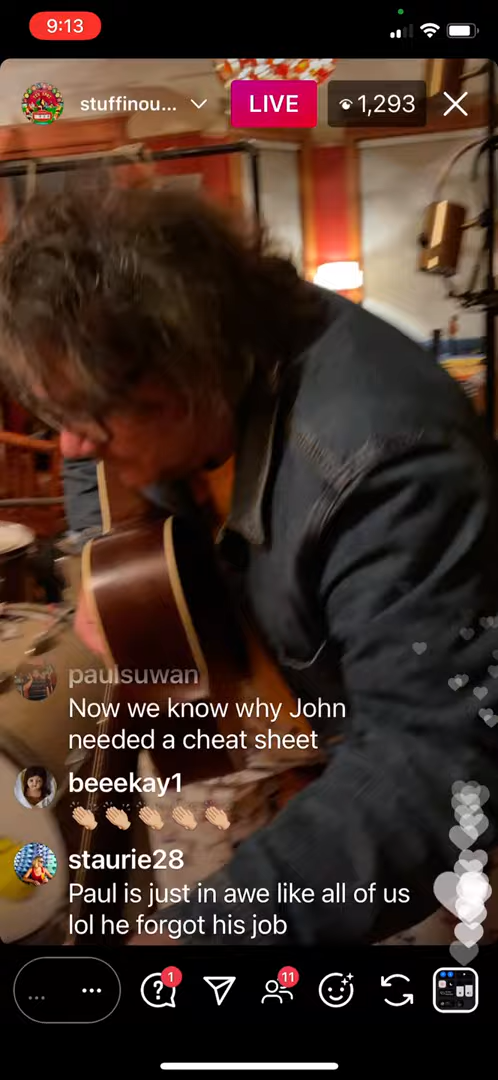 9:13
stuffinou...
LIVE
1,293
paulsuwan
Now we know why John
needed a cheat sheet
beeekay1
👏🏼👏🏼👏🏼👏🏼👏🏼
staurie28
Paul is just in awe like all of us
lol he forgot his job
...
...
1
11